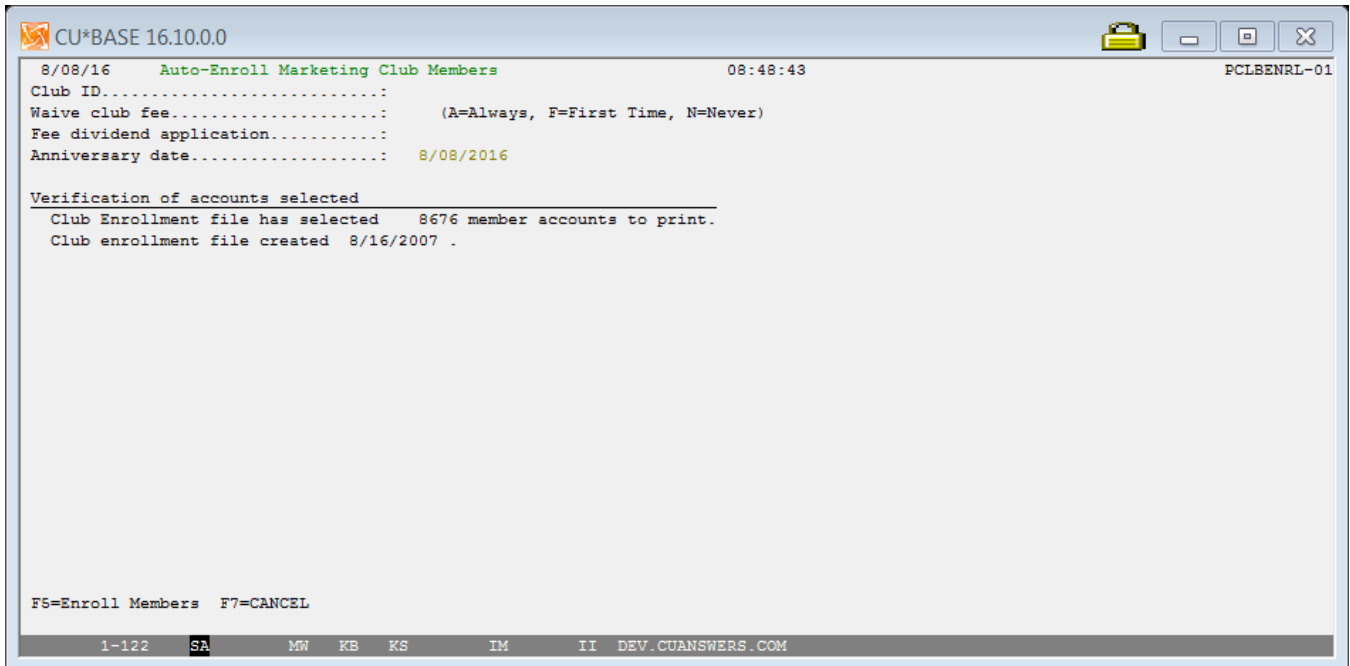 CU*BASE 16.10.0.0
8/08/16 Auto-Enroll Marketing Club Members 08:48:43 PCLBENRL-01
Club ID............................:
Waive club fee.....................: (A=Always, F=First Time, N=Never)
Fee dividend application...........:
Anniversary date...................: 8/08/2016
Verification of accounts selected
Club Enrollment file has selected 8676 member accounts to print.
Club enrollment file created 8/16/2007 .
F5=Enroll Members F7=CANCEL
1-122 SA MW KB KS IM II DEV.CUANSWERS.COM